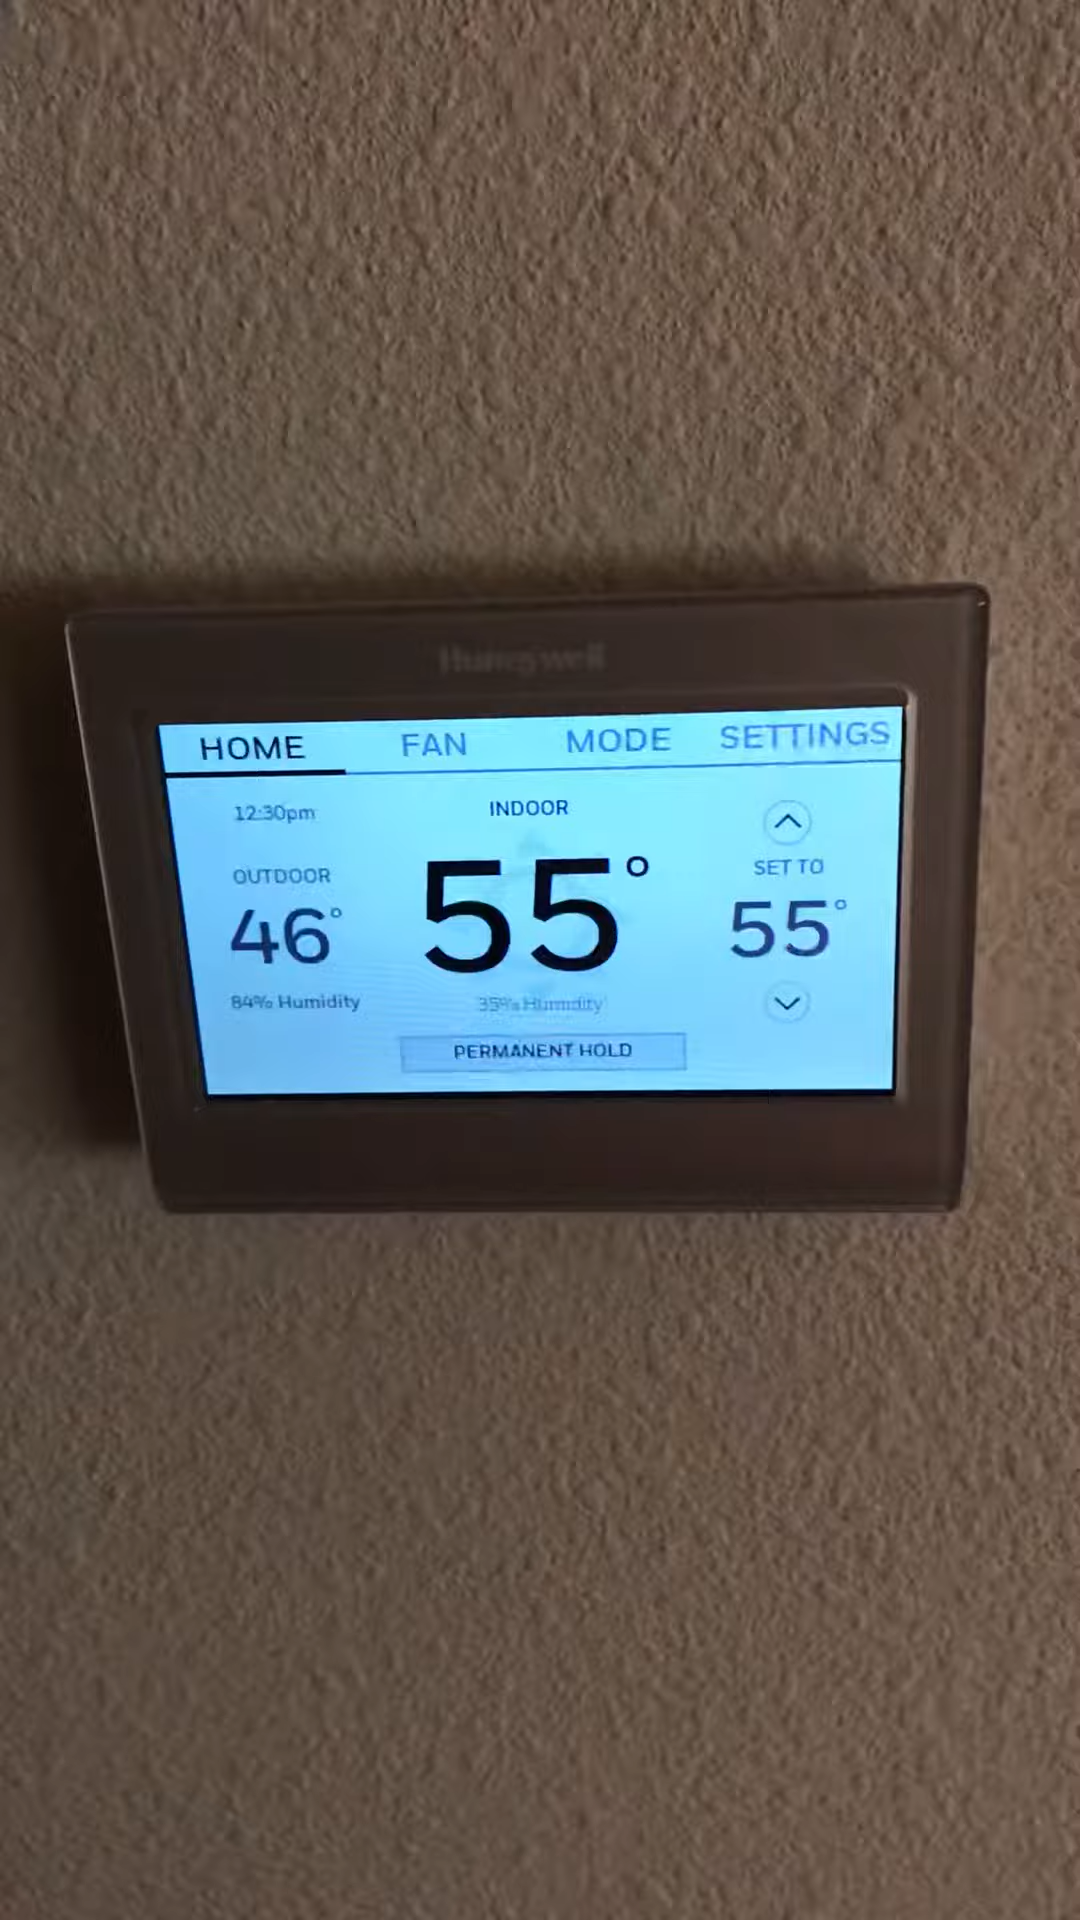 Honeywell
HOME FAN MODE SETTINGS
12:30pm
INDOOR
OUTDOOR
46°
84% Humidity
55°
35% Humidity
SET TO
55°
PERMANENT HOLD